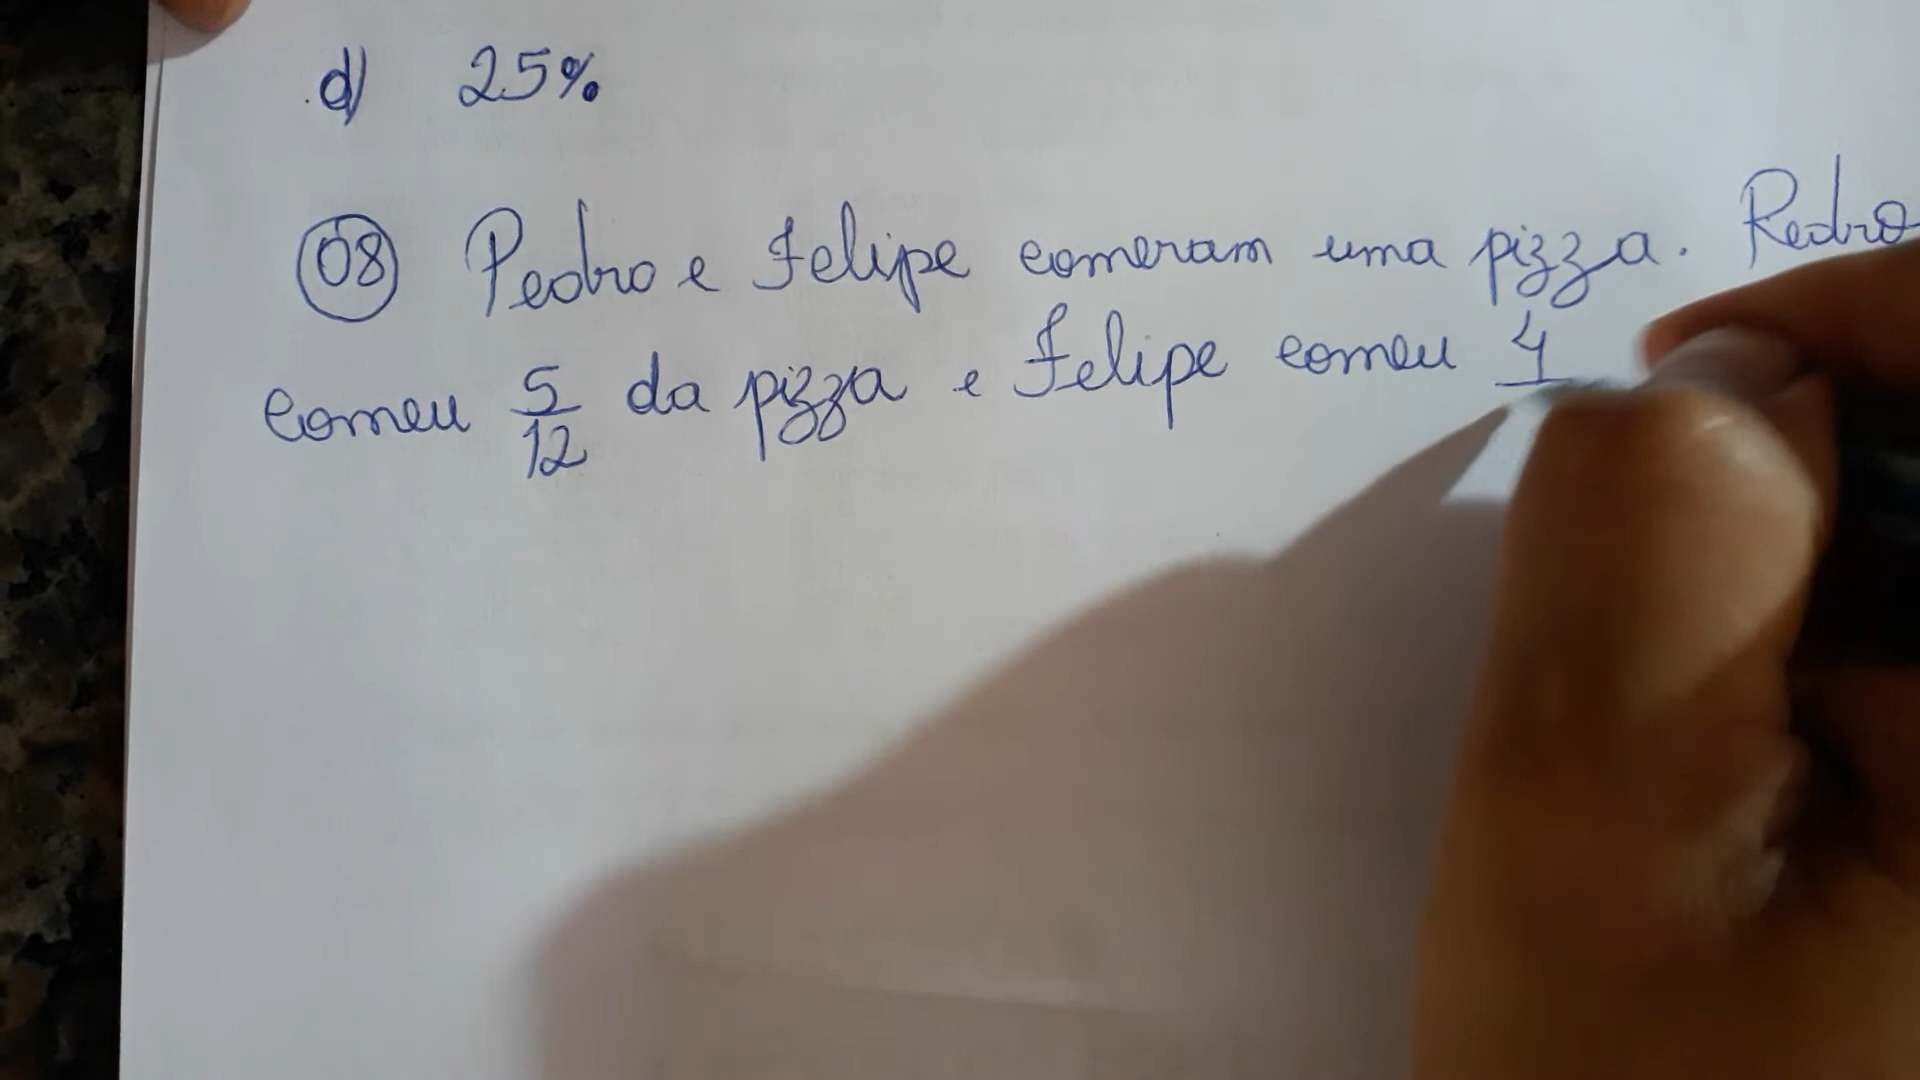 d) 25%
08 Pedro e Felipe comeram uma pizza. Pedro
comeu 5/12 da pizza e Felipe comeu 4